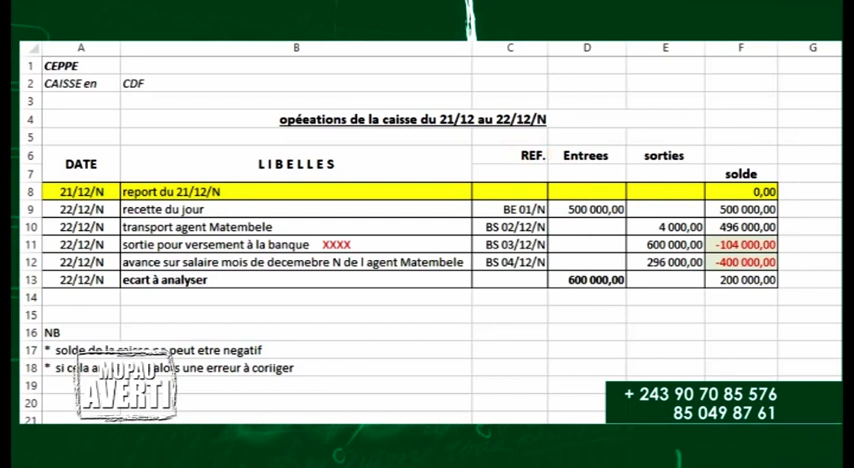 A B C D E F G
1 CEPPE
2 CAISSE en CDF
3
4 opéeations de la caisse du 21/12 au 22/12/N
5
6 DATE LIBELLES REF. Entrees sorties
7 solde
8 21/12/N report du 21/12/N 0,00
9 22/12/N recette du jour BE 01/N 500 000,00 500 000,00
10 22/12/N transport agent Matembele BS 02/12/N 4 000,00 496 000,00
11 22/12/N sortie pour versement à la banque XXXX BS 03/12/N 600 000,00 -104 000,00
12 22/12/N avance sur salaire mois de decemebre N de l agent Matembele BS 04/12/N 296 000,00 -400 000,00
13 22/12/N ecart à analyser 600 000,00 200 000,00
14
15
16 NB
17 * solde de la peut etre negatif
18 * si alois une erreur à coriiger
19
20
21
MOPAO
AVERTI
+ 243 90 70 85 576
85 049 87 61